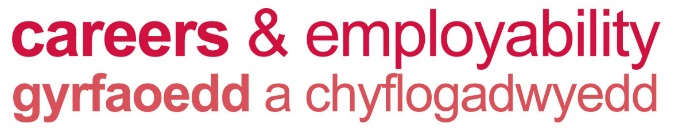 careers & employability
gyrfaoedd a chyflogadwyedd